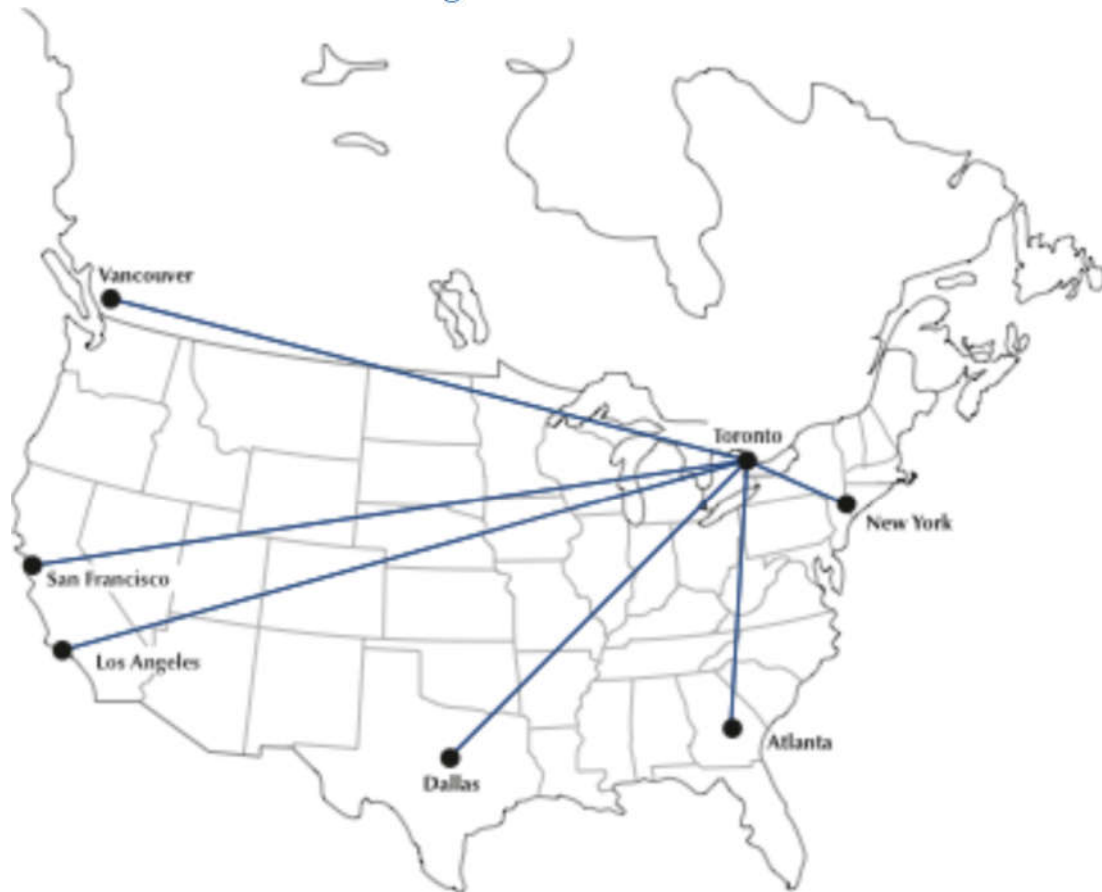 Vancouver
Toronto
New York
San Francisco
Los Angeles
Atlanta
Dallas